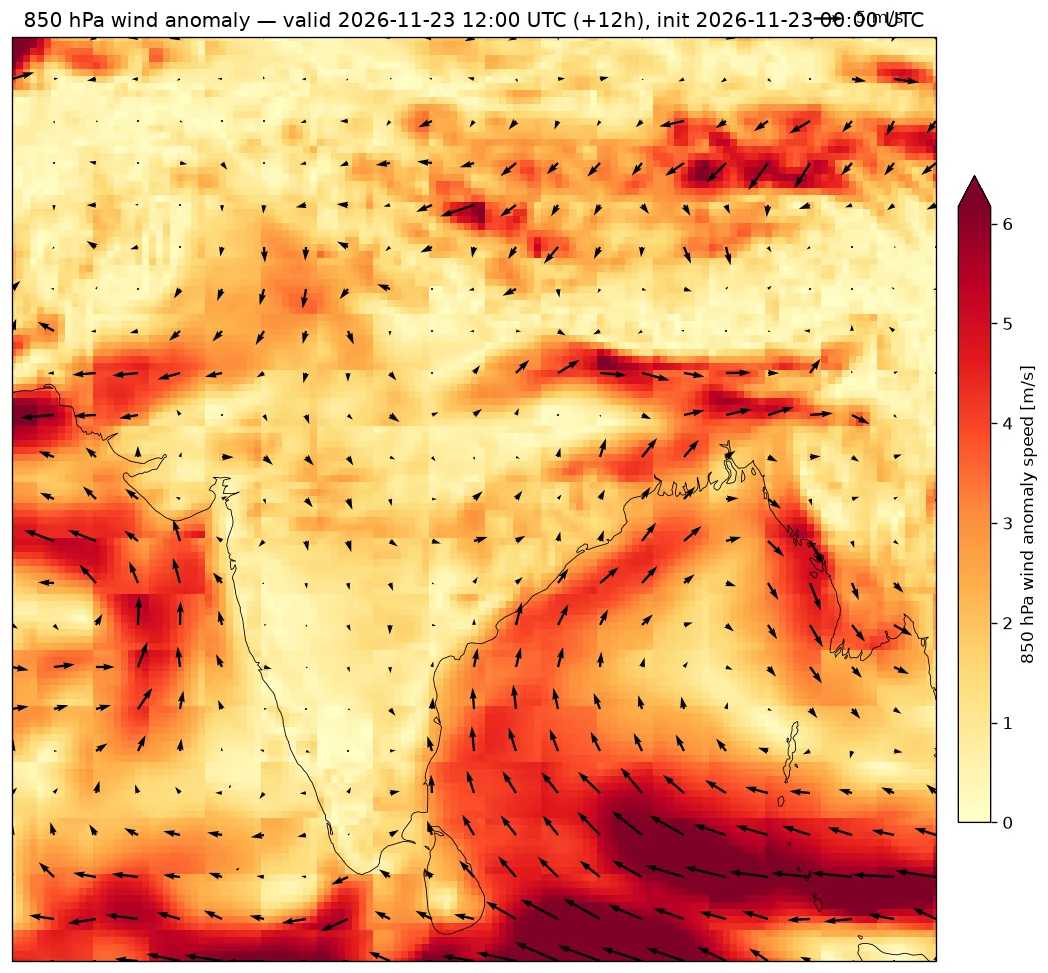 850 hPa wind anomaly — valid 2026-11-23 12:00 UTC (+12h), init 2026-11-23 00:00 UTC
5 m/s
6
5
4
3
2
1
0
850 hPa wind anomaly speed [m/s]